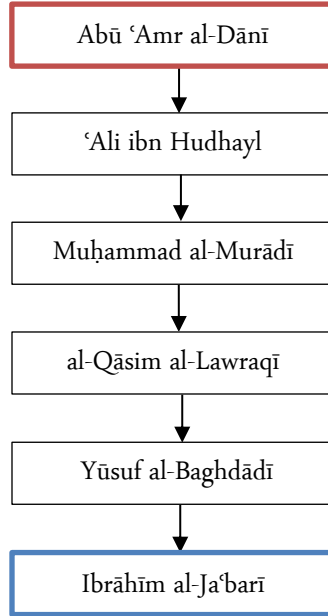 Abū ʿAmr al-Dānī
ʿAli ibn Hudhayl
Muḥammad al-Murādī
al-Qāsim al-Lawraqī
Yūsuf al-Baghdādī
Ibrāhīm al-Jaʿbarī